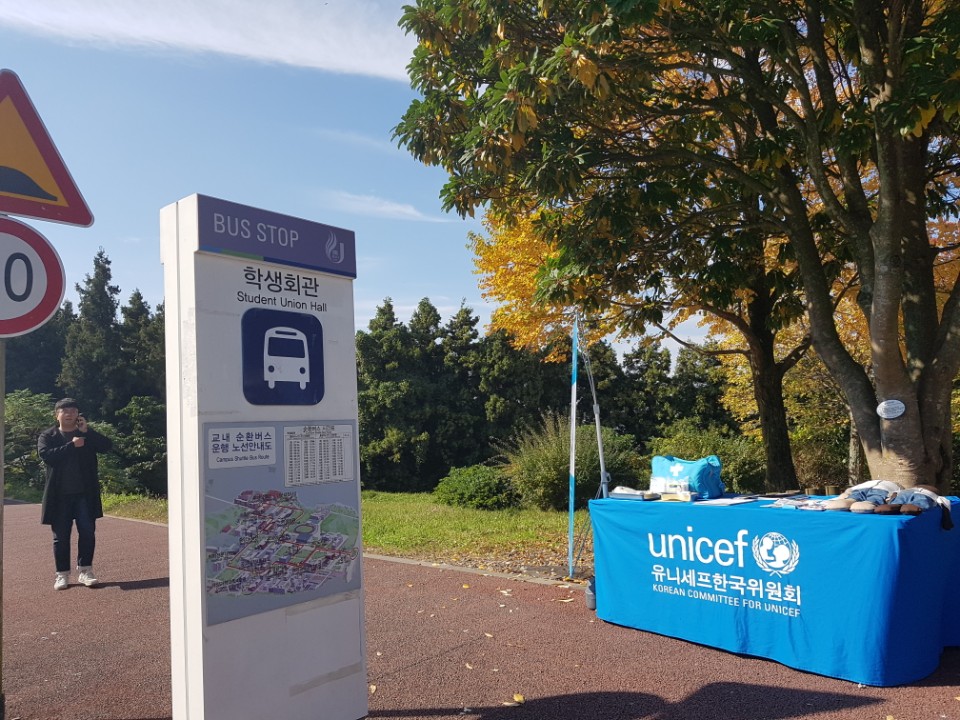 0
BUS STOP
학생회관
Student Union Hall
교내 순환버스
운행 노선안내도
Campus Shuttle Bus Route
unicef
유니세프한국위원회
KOREAN COMMITTEE FOR UNICEF